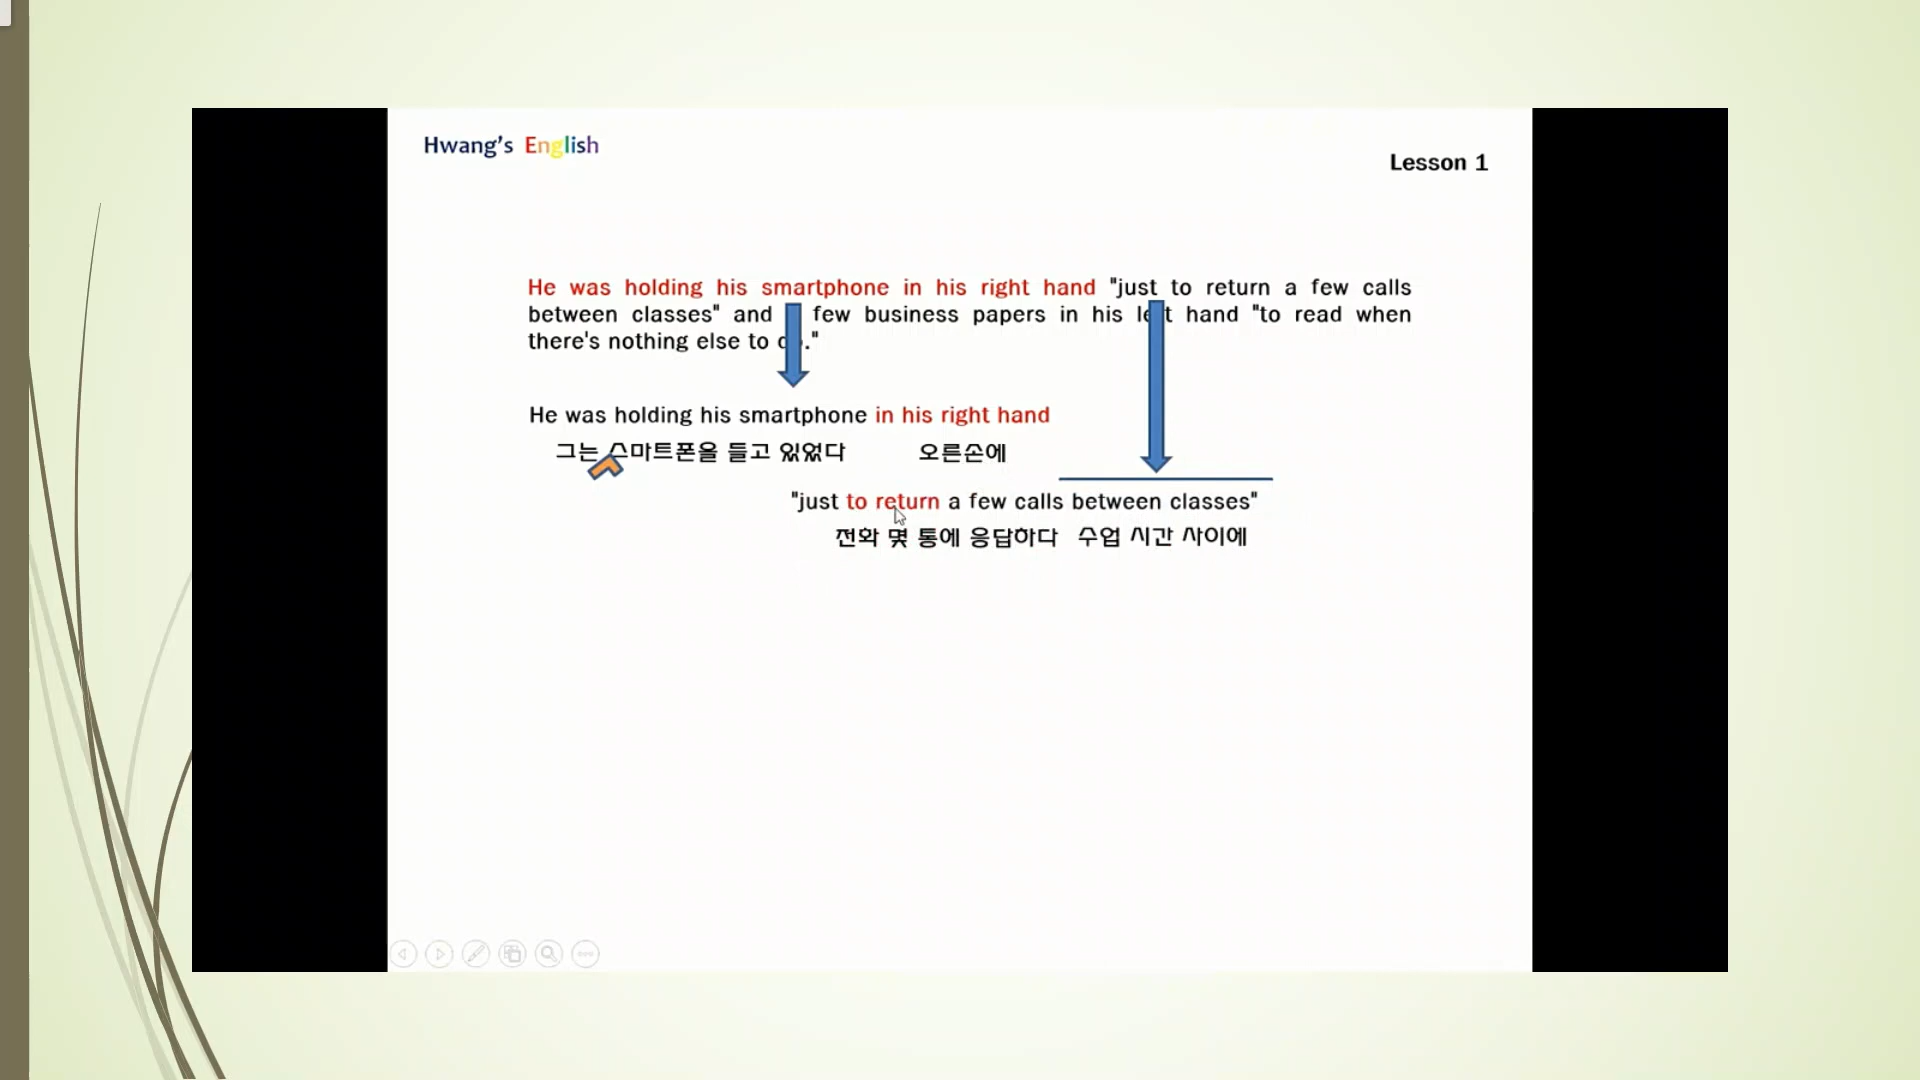 Hwang's English
Lesson 1
He was holding his smartphone in his right hand "just to return a few calls
between classes" and few business papers in his left hand "to read when
there's nothing else to
He was holding his smartphone in his right hand
그는 스마트폰을 들고 있었다 오른손에
"just to return a few calls between classes"
전화 몇 통에 응답하다 수업 시간 사이에